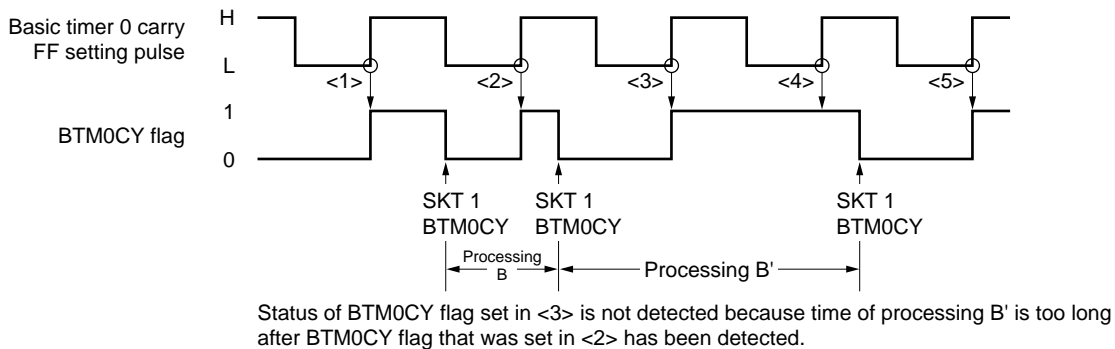 Basic timer 0 carry
FF setting pulse
H
L
<1>
<2>
<3>
<4>
<5>
BTM0CY flag
1
0
SKT 1
BTM0CY
SKT 1
BTM0CY
SKT 1
BTM0CY
Processing
B
Processing B'
Status of BTM0CY flag set in <3> is not detected because time of processing B' is too long
after BTM0CY flag that was set in <2> has been detected.